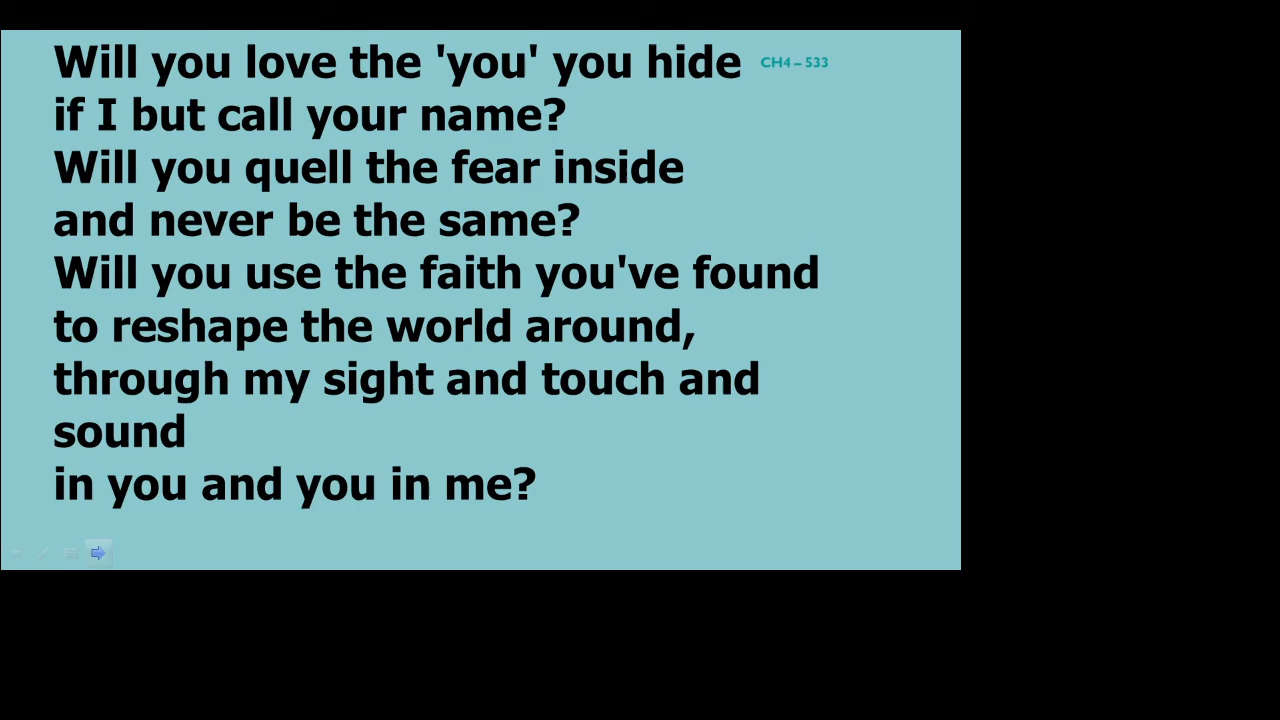 Will you love the 'you' you hide CH4 – 533
if I but call your name?
Will you quell the fear inside
and never be the same?
Will you use the faith you've found
to reshape the world around,
through my sight and touch and
sound
in you and you in me?